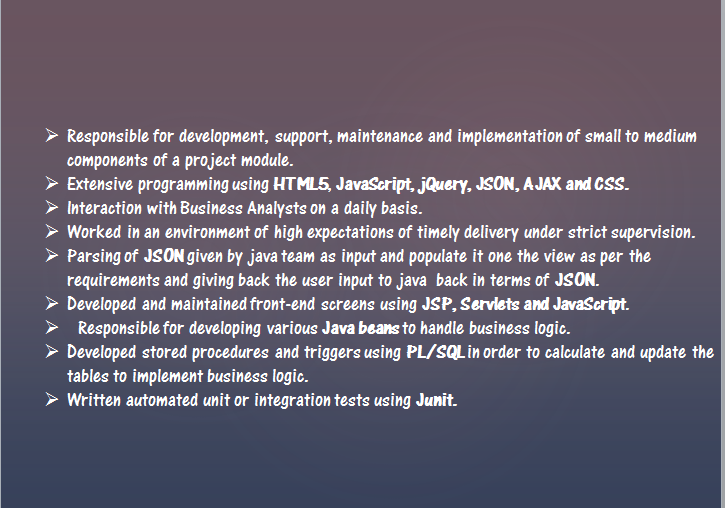 ➢ Responsible for development, support, maintenance and implementation of small to medium
components of a project module.
➢ Extensive programming using HTML5, JavaScript, jQuery, JSON, AJAX and CSS.
➢ Interaction with Business Analysts on a daily basis.
➢ Worked in an environment of high expectations of timely delivery under strict supervision.
➢ Parsing of JSON given by java team as input and populate it one the view as per the
requirements and giving back the user input to java back in terms of JSON.
➢ Developed and maintained front-end screens using JSP, Servlets and JavaScript.
➢ Responsible for developing various Java beans to handle business logic.
➢ Developed stored procedures and triggers using PL/SQL in order to calculate and update the
tables to implement business logic.
➢ Written automated unit or integration tests using Junit.